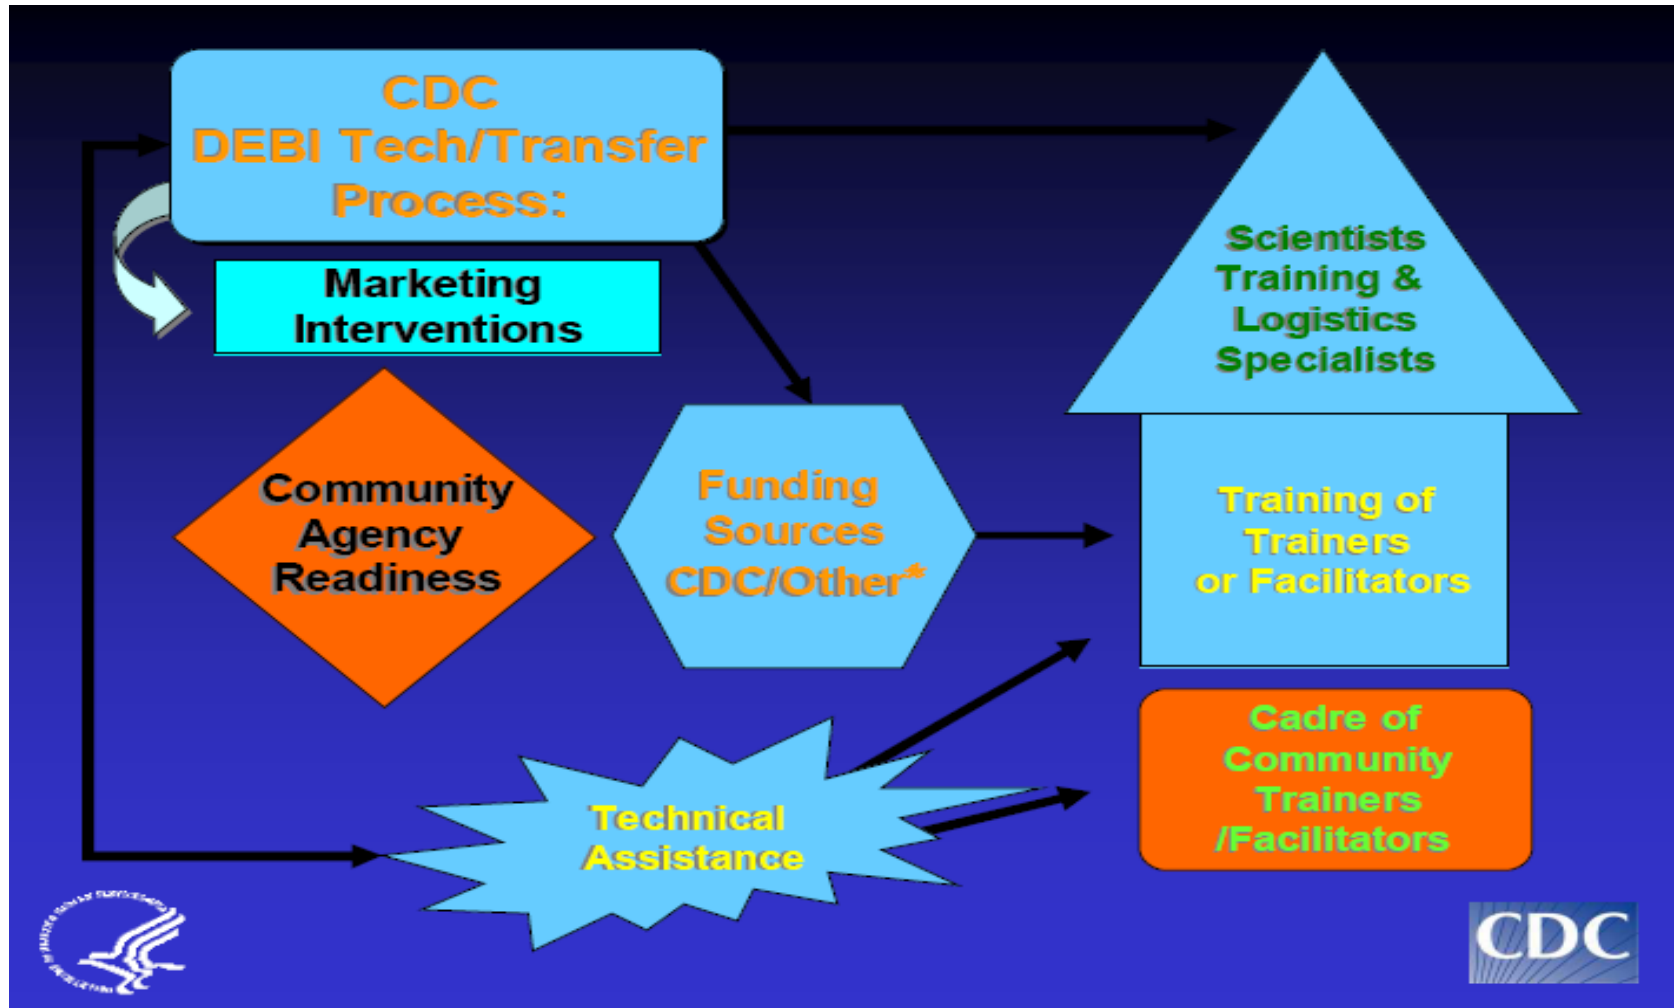 CDC
DEBI Tech/Transfer
Process:
Marketing
Interventions
Community
Agency
Readiness
Funding
Sources
CDC/Other*
Scientists
Training &
Logistics
Specialists
Training of
Trainers
or Facilitators
Cadre of
Community
Trainers
/Facilitators
Technical
Assistance
CDC